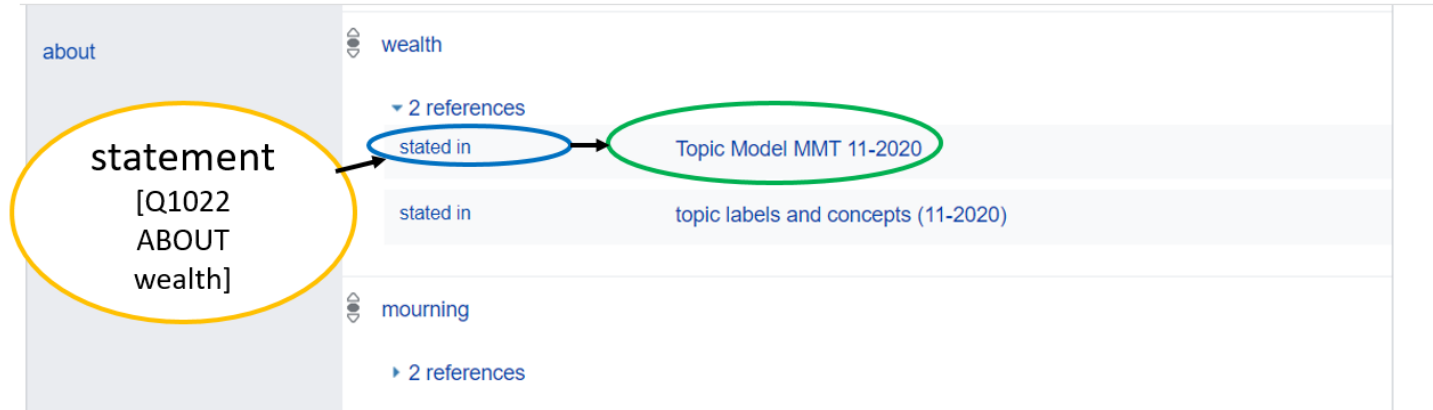 about
wealth
2 references
stated in Topic Model MMT 11-2020
stated in topic labels and concepts (11-2020)
statement
[Q1022
ABOUT
wealth]
mourning
2 references